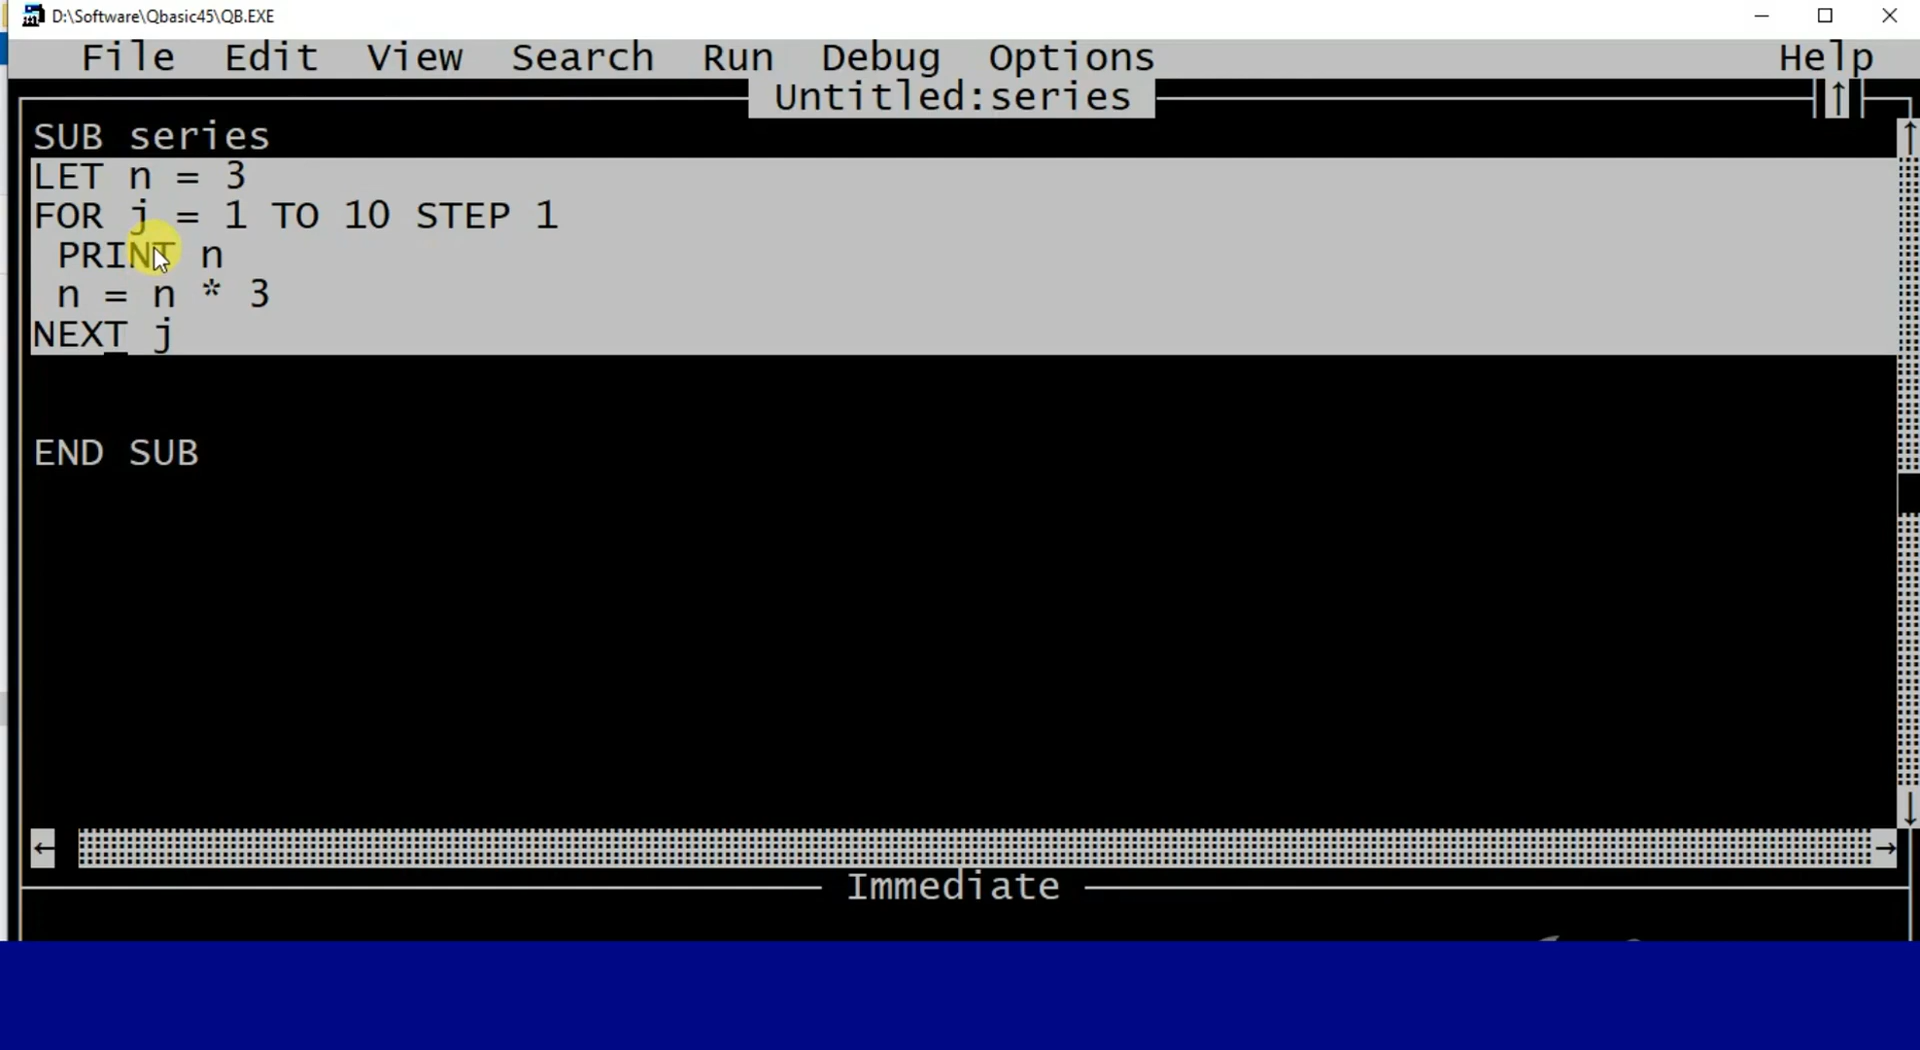 D:\Software\Qbasic45\QB.EXE
File Edit View Search Run Debug Options Help
Untitled:series
SUB series
LET n = 3
FOR j = 1 TO 10 STEP 1
PRINT n
n = n * 3
NEXT j
END SUB
Immediate